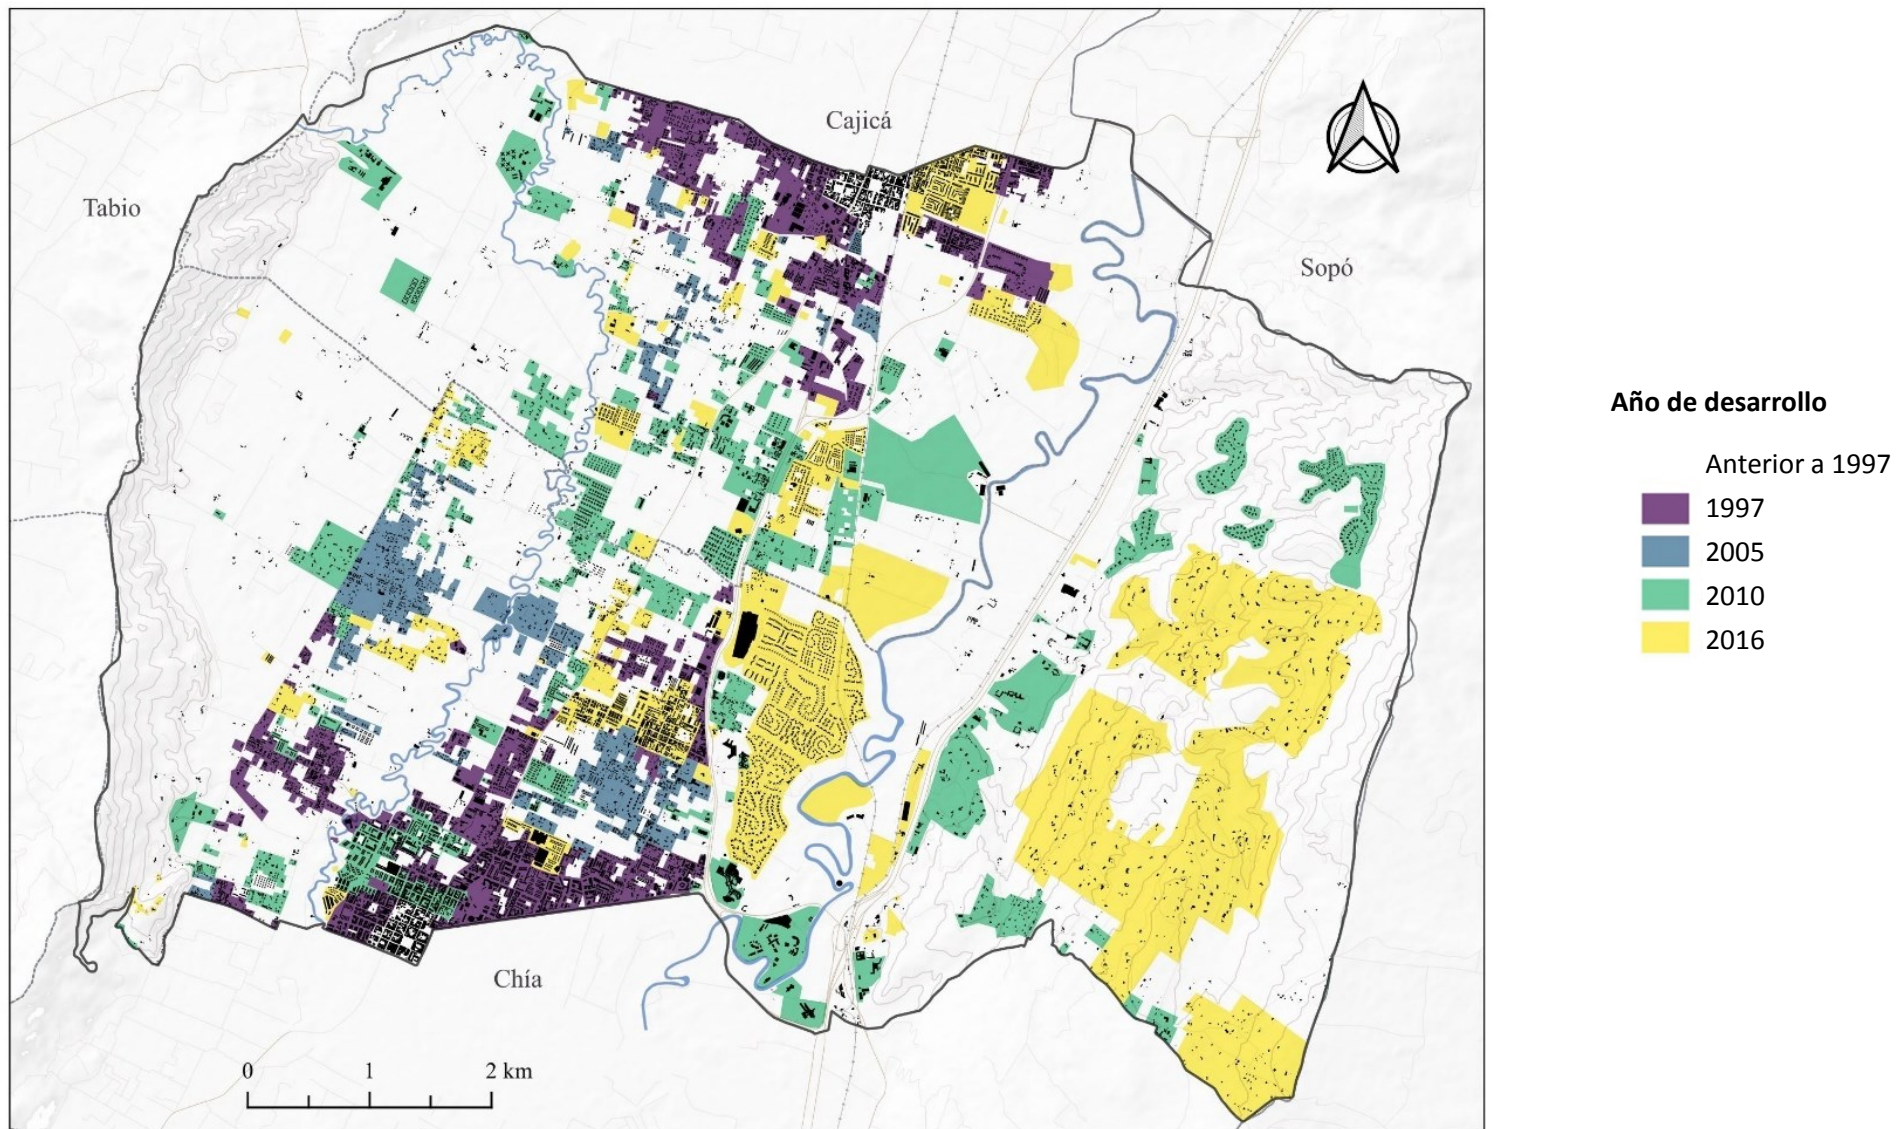 Cajicá
Tabio
Sopó
Chía
0 1 2 km
Año de desarrollo
Anterior a 1997
1997
2005
2010
2016